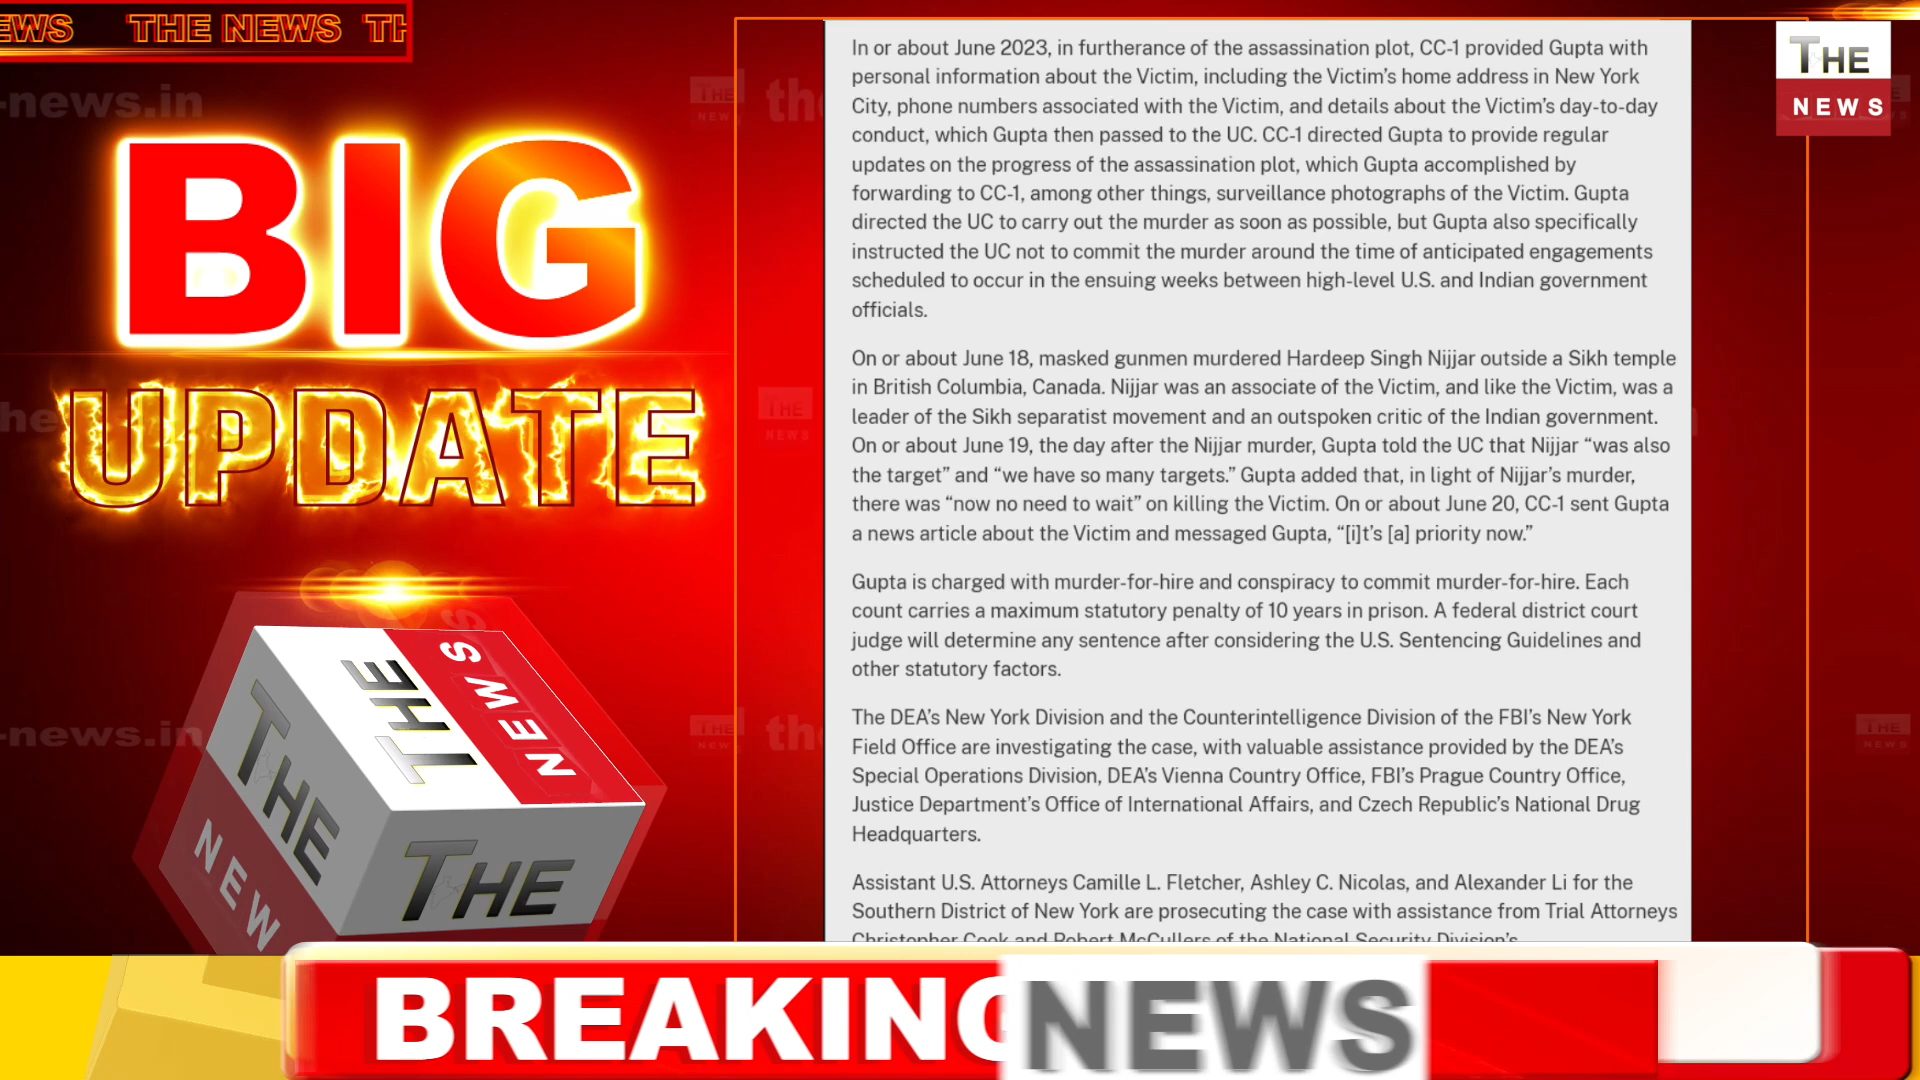 EWS THE NEWS TH
-news.in
BIG
UPDATE
THE
NEWS
THE
NEWS
THE
NEW
THE
-news.in
In or about June 2023, in furtherance of the assassination plot, CC-1 provided Gupta with
personal information about the Victim, including the Victim’s home address in New York
City, phone numbers associated with the Victim, and details about the Victim’s day-to-day
conduct, which Gupta then passed to the UC. CC-1 directed Gupta to provide regular
updates on the progress of the assassination plot, which Gupta accomplished by
forwarding to CC-1, among other things, surveillance photographs of the Victim. Gupta
directed the UC to carry out the murder as soon as possible, but Gupta also specifically
instructed the UC not to commit the murder around the time of anticipated engagements
scheduled to occur in the ensuing weeks between high-level U.S. and Indian government
officials.
On or about June 18, masked gunmen murdered Hardeep Singh Nijjar outside a Sikh temple
in British Columbia, Canada. Nijjar was an associate of the Victim, and like the Victim, was a
leader of the Sikh separatist movement and an outspoken critic of the Indian government.
On or about June 19, the day after the Nijjar murder, Gupta told the UC that Nijjar “was also
the target” and “we have so many targets.” Gupta added that, in light of Nijjar’s murder,
there was “now no need to wait” on killing the Victim. On or about June 20, CC-1 sent Gupta
a news article about the Victim and messaged Gupta, “[i]t’s [a] priority now.”
Gupta is charged with murder-for-hire and conspiracy to commit murder-for-hire. Each
count carries a maximum statutory penalty of 10 years in prison. A federal district court
judge will determine any sentence after considering the U.S. Sentencing Guidelines and
other statutory factors.
The DEA’s New York Division and the Counterintelligence Division of the FBI’s New York
Field Office are investigating the case, with valuable assistance provided by the DEA’s
Special Operations Division, DEA’s Vienna Country Office, FBI’s Prague Country Office,
Justice Department’s Office of International Affairs, and Czech Republic’s National Drug
Headquarters.
Assistant U.S. Attorneys Camille L. Fletcher, Ashley C. Nicolas, and Alexander Li for the
Southern District of New York are prosecuting the case with assistance from Trial Attorneys
Christopher Cook and Robert McCullers of the National Security Division’s
BREAKING NEWS